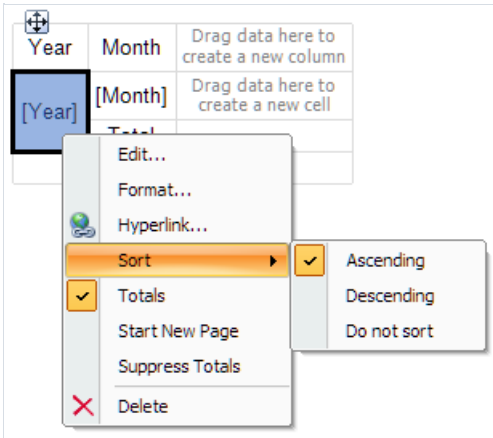 Year
Month
Drag data here to
create a new column
[Year]
[Month]
Drag data here to
create a new cell
Total
Edit...
Format...
Hyperlink...
Sort
Totals
Start New Page
Suppress Totals
Delete
Ascending
Descending
Do not sort